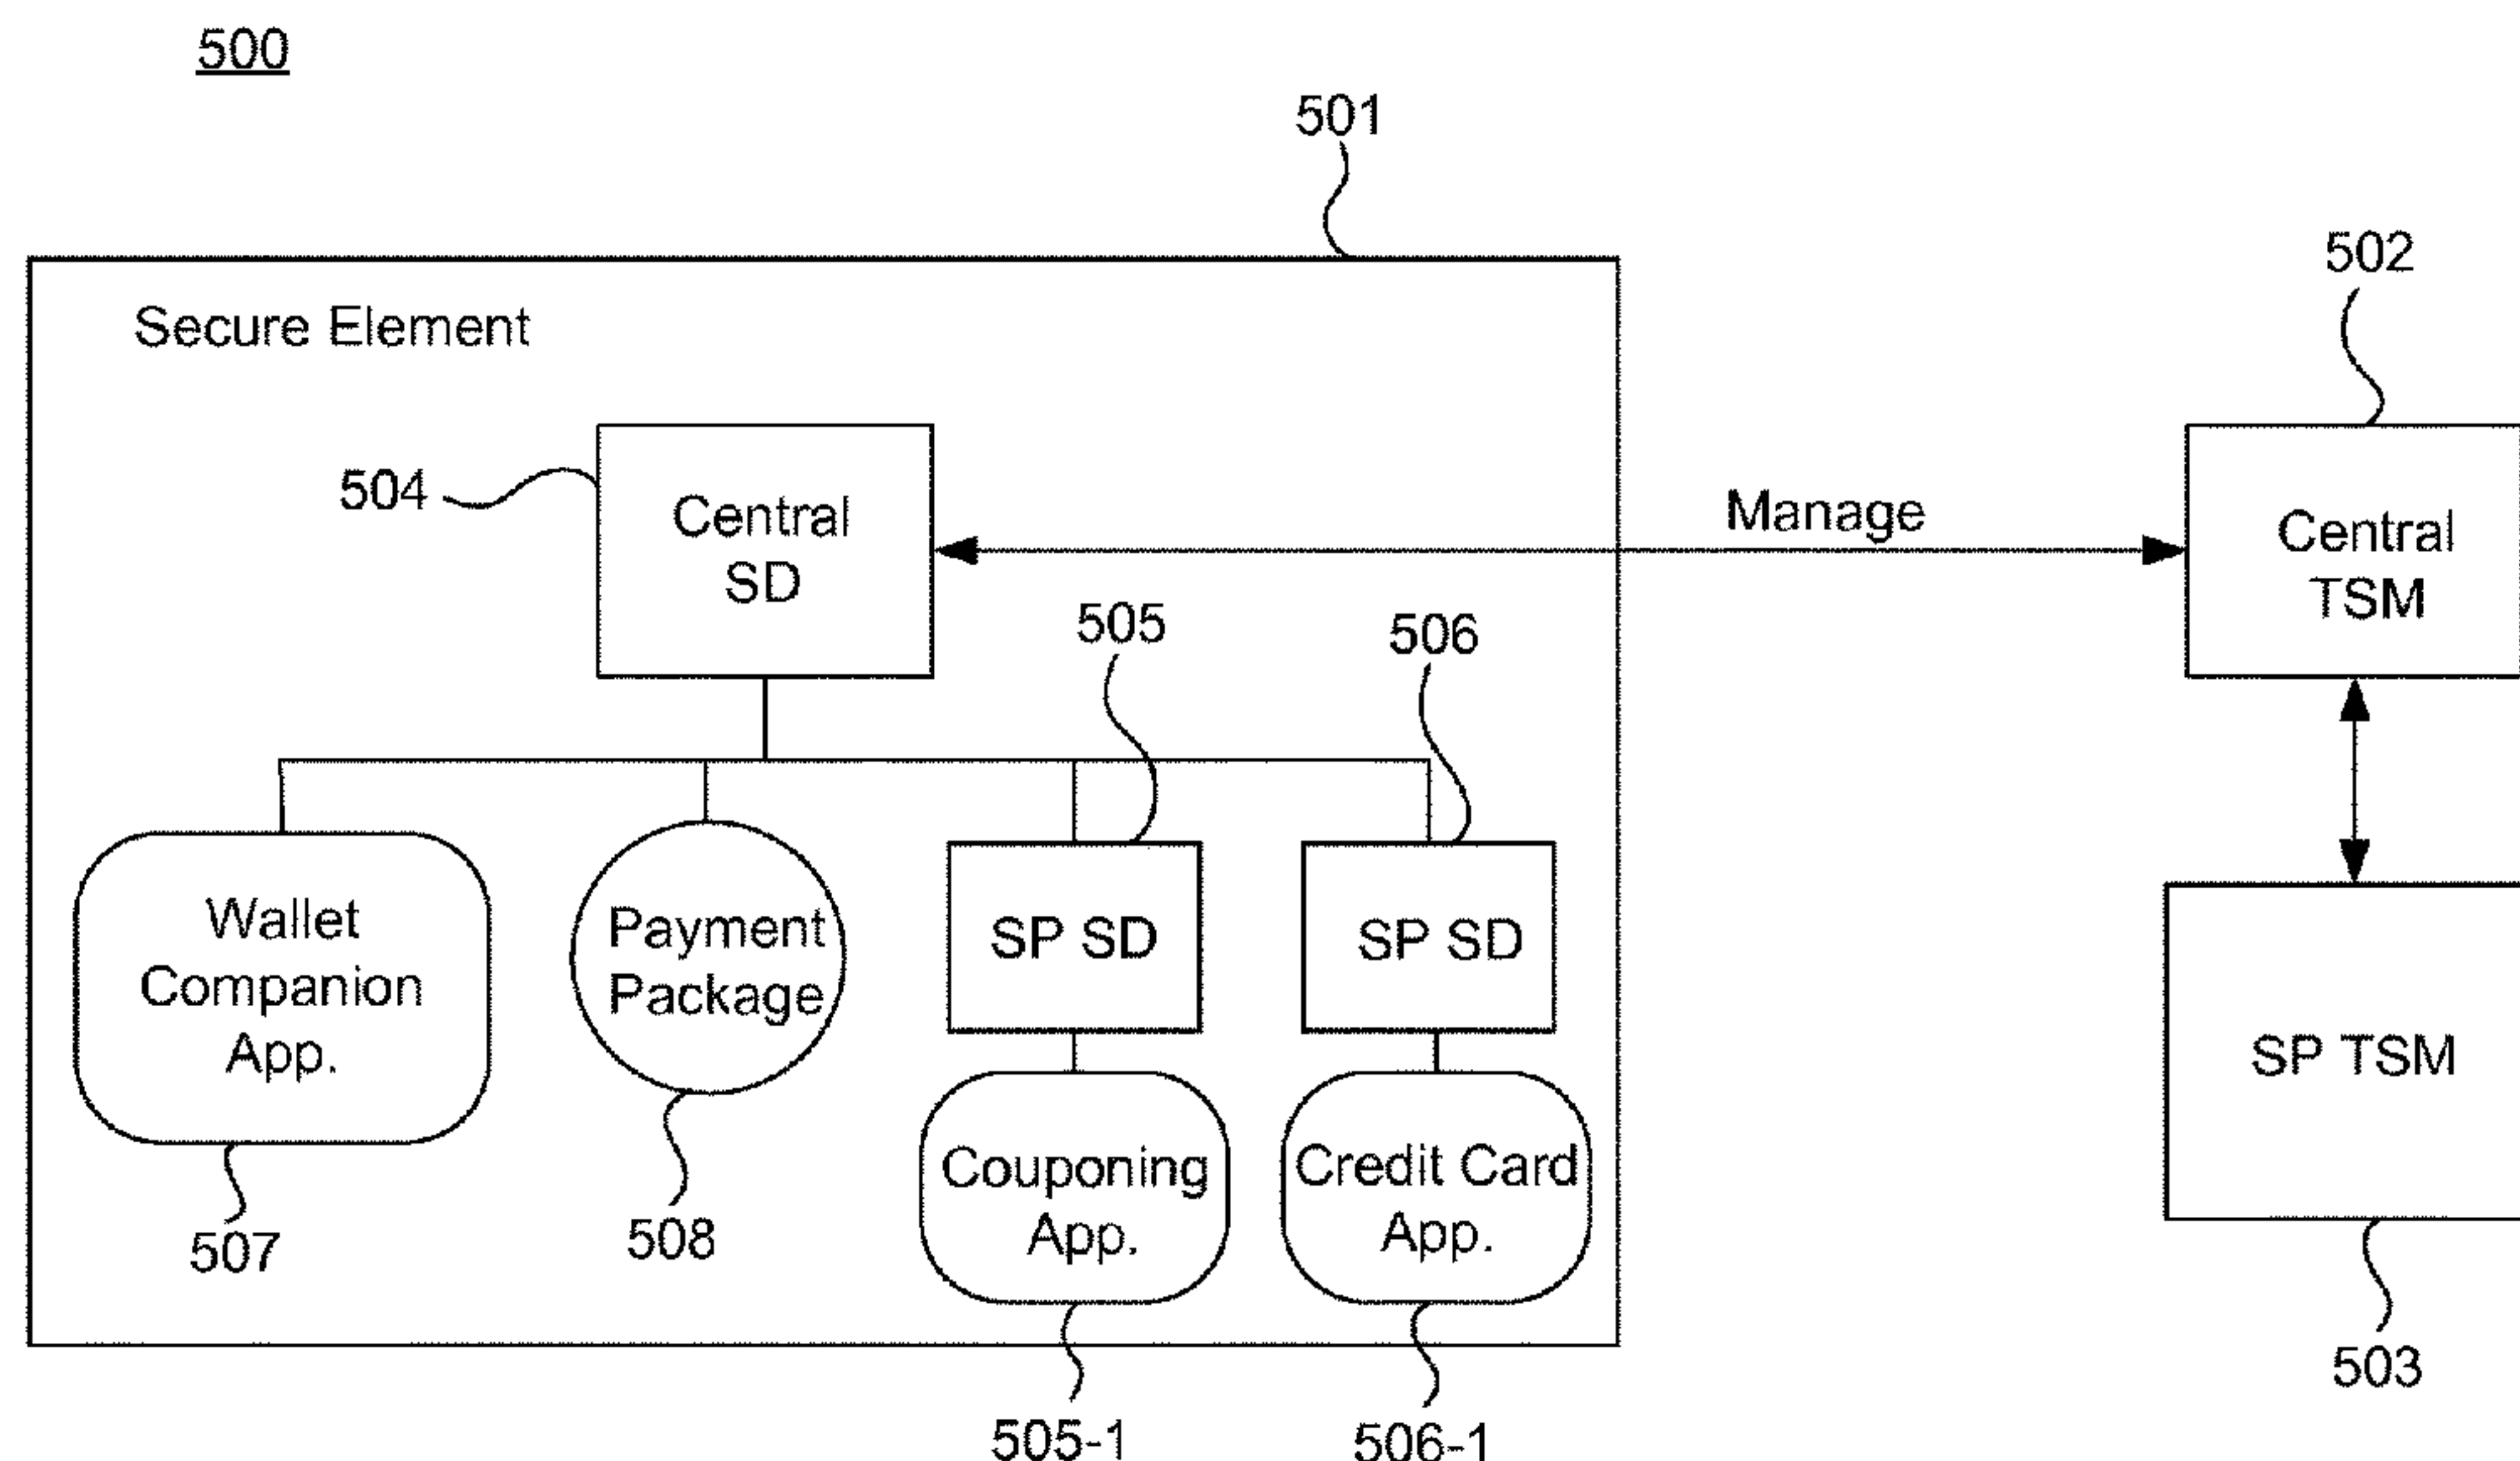 500
501
502
Secure Element
504
Central
SD
Manage
Central
TSM
505
506
Wallet
Companion
App.
Payment
Package
SP SD
SP SD
SP TSM
Couponing
App.
Credit Card
App.
507
508
503
505-1
506-1